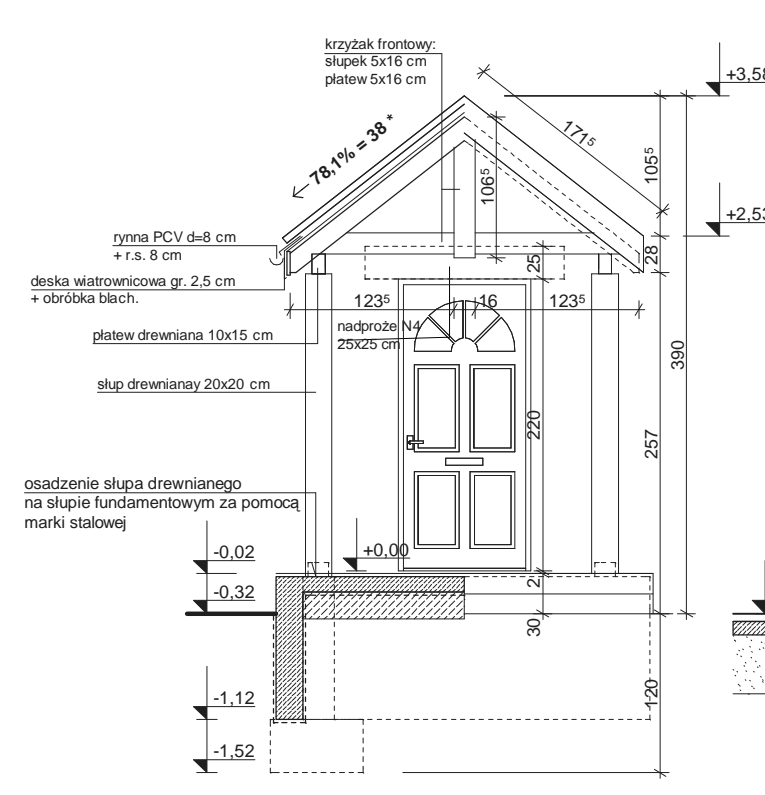 krzyżak frontowy:
słupek 5x16 cm
płatew 5x16 cm
+3,58
171⁵
78,1% = 38 *
105⁵
106⁵
+2,53
rynna PCV d=8 cm
+ r.s. 8 cm
28
25
deska wiatrownicowa gr. 2,5 cm
+ obróbka blach.
123⁵
16
123⁵
nadproże N4
25x25 cm
płatew drewniana 10x15 cm
390
słup drewnianay 20x20 cm
220
257
osadzenie słupa drewnianego
na słupie fundamentowym za pomocą
marki stalowej
-0,02
+0,00
2
-0,32
30
-1,12
120
-1,52